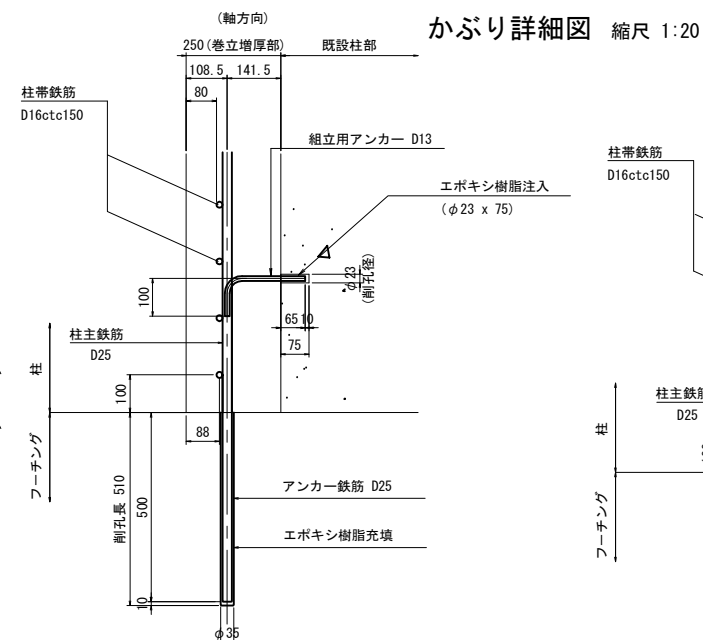 かぶり詳細図 縮尺 1:20
(軸方向)
250(巻立増厚部) 既設柱部
108.5 141.5
80
柱帯鉄筋
D16ctc150
組立用アンカー D13
エポキシ樹脂注入
(φ23 x 75)
φ23
(削孔径)
100
65 10
75
柱主鉄筋
D25
柱
100
フーチング
88
削孔長 510
500
アンカー鉄筋 D25
エポキシ樹脂充填
10
φ35
柱帯鉄筋
D16ctc150
柱主鉄筋
D25
柱
フーチング